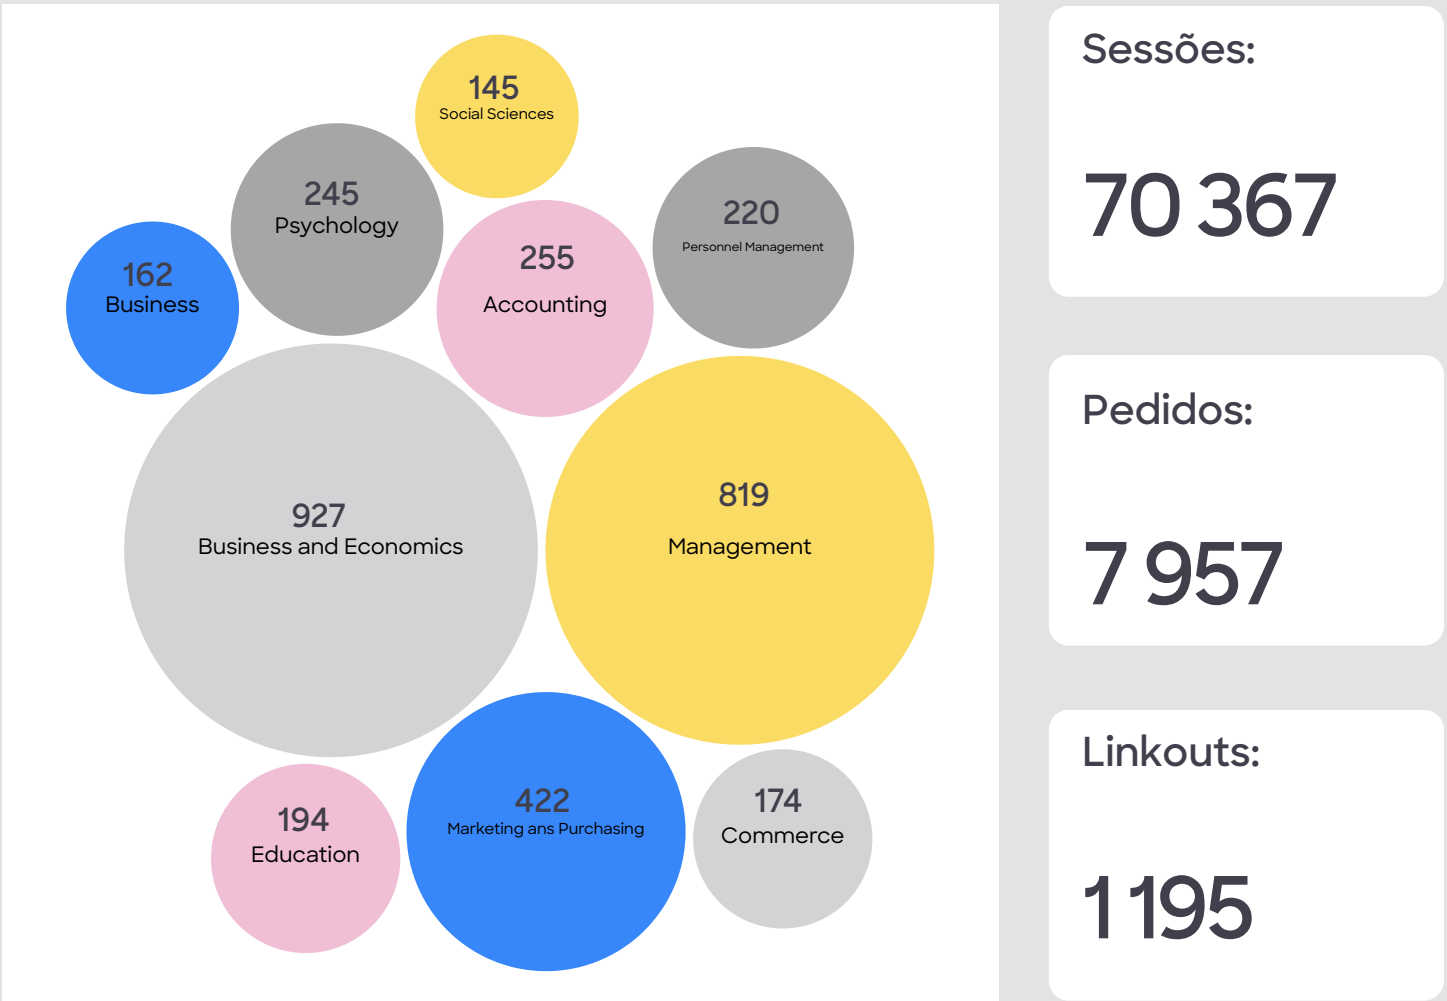 145
Social Sciences
245
Psychology
220
Personnel Management
255
Accounting
162
Business
927
Business and Economics
819
Management
422
Marketing ans Purchasing
174
Commerce
194
Education
Sessões:
70 367
Pedidos:
7 957
Linkouts:
1 195